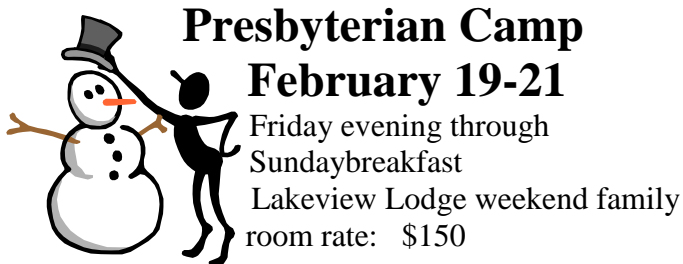 Presbyterian Camp
February 19-21
Friday evening through
Sundaybreakfast
Lakeview Lodge weekend family
room rate: $150